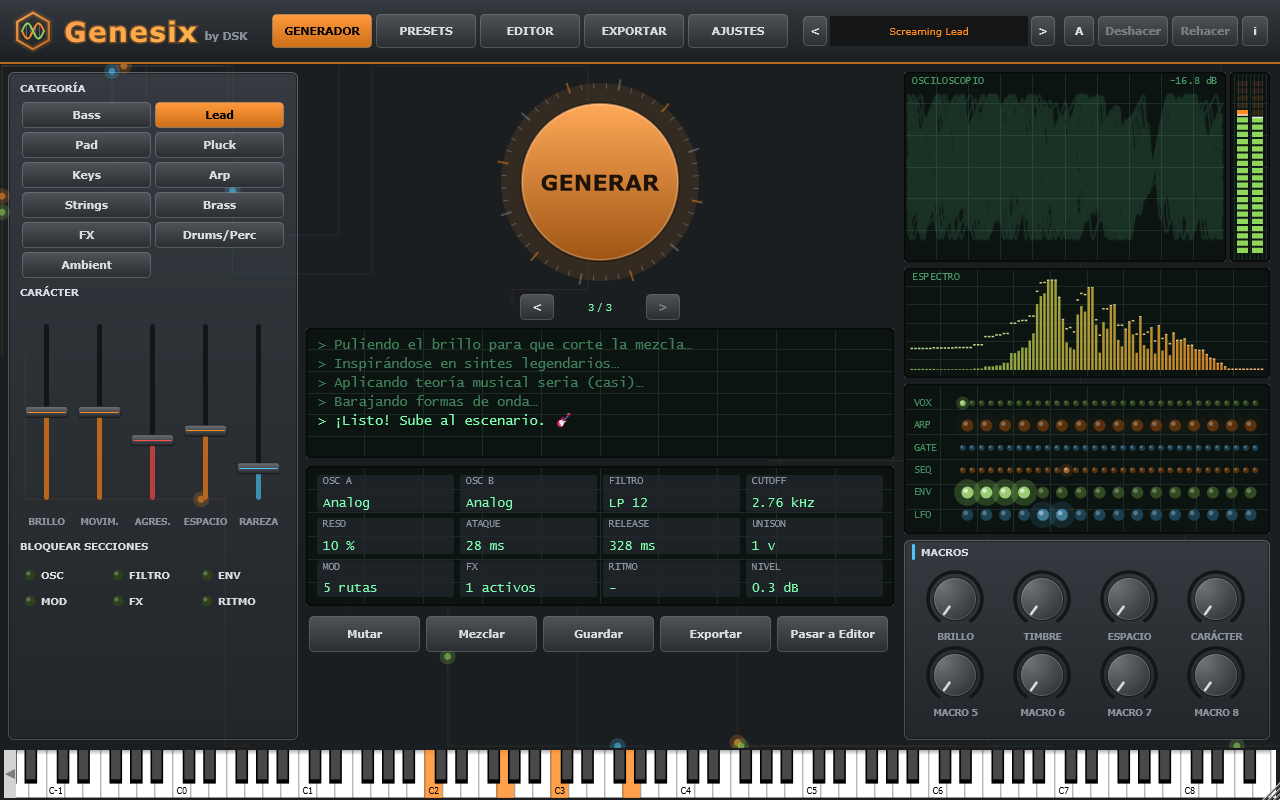 Genesix by DSK
GENERADOR PRESETS EDITOR EXPORTAR AJUSTES < Screaming Lead > A Deshacer Rehacer i
CATEGORÍA
Bass Lead
Pad Pluck
Keys Arp
Strings Brass
FX Drums/Perc
Ambient
CARÁCTER
BRILLO MOVIM. AGRES. ESPACIO RAREZA
BLOQUEAR SECCIONES
OSC FILTRO ENV
MOD FX RITMO
GENERAR
< 3 / 3 >
> Puliendo el brillo para que corte la mezcla…
> Inspirándose en sintes legendarios…
> Aplicando teoría musical seria (casi)…
> Barajando formas de onda…
> ¡Listo! Sube al escenario. 🎸
OSC A OSC B FILTRO CUTOFF
Analog Analog LP 12 2.76 kHz
RESO ATAQUE RELEASE UNISON
10 % 28 ms 328 ms 1 v
MOD FX RITMO NIVEL
5 rutas 1 activos – 0.3 dB
Mutar Mezclar Guardar Exportar Pasar a Editor
OSCILOSCOPIO -16.8 dB
ESPECTRO
VOX
ARP
GATE
SEQ
ENV
LFO
MACROS
BRILLO TIMBRE ESPACIO CARÁCTER
MACRO 5 MACRO 6 MACRO 7 MACRO 8
C-1 C0 C1 C2 C3 C4 C5 C6 C7 C8